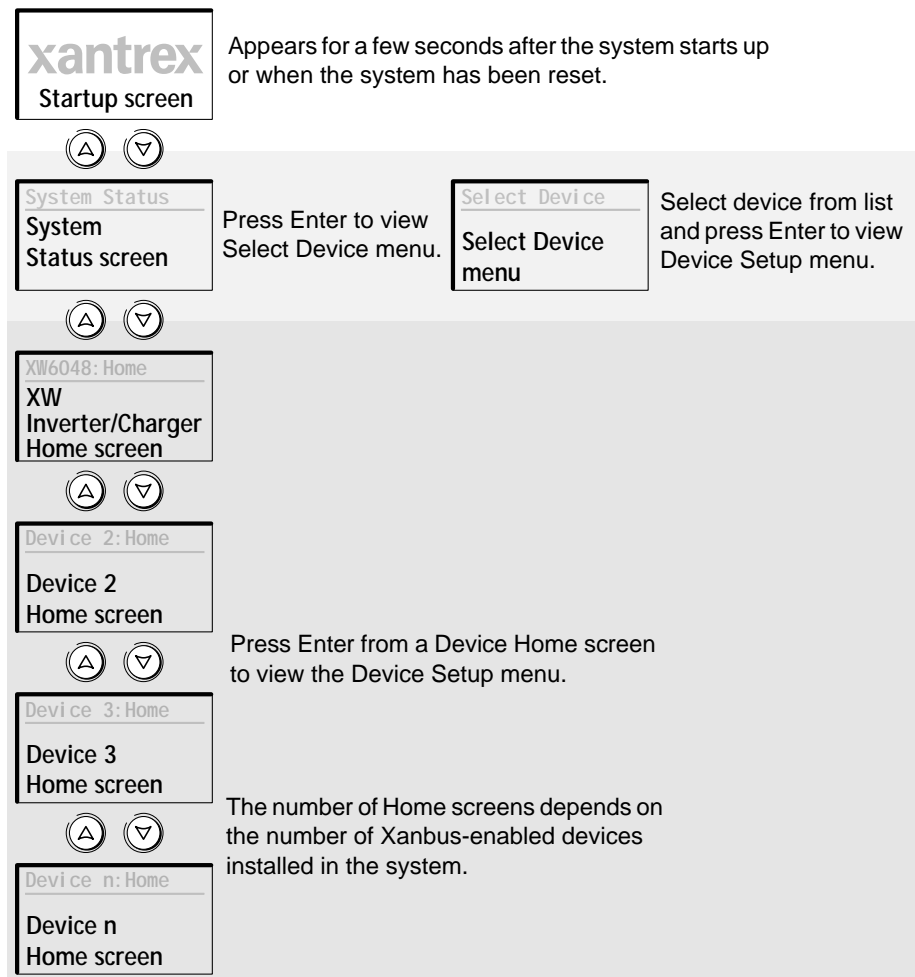 xantrex
Startup screen
Appears for a few seconds after the system starts up
or when the system has been reset.
System Status
System
Status screen
Press Enter to view
Select Device menu.
Select Device
Select Device
menu
Select device from list
and press Enter to view
Device Setup menu.
XW6048:Home
XW
Inverter/Charger
Home screen
Device 2:Home
Device 2
Home screen
Press Enter from a Device Home screen
to view the Device Setup menu.
Device 3:Home
Device 3
Home screen
The number of Home screens depends on
the number of Xanbus-enabled devices
installed in the system.
Device n:Home
Device n
Home screen